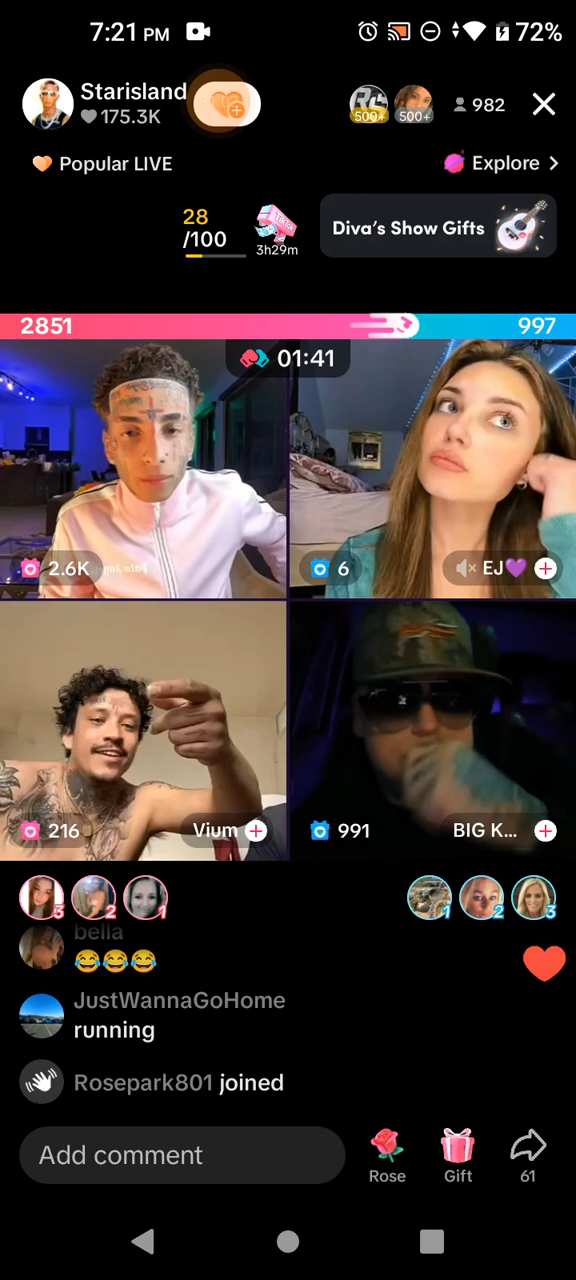 7:21 PM
72%
Starisland
175.3K
500+
500+
982
Popular LIVE
Explore >
28
/100
TikTok
3h29m
Diva's Show Gifts
2851
997
01:41
2.6K
6
EJ💜
216
Vium
991
BIG K...
3
2
1
1
2
3
bella
😂😂😂
JustWannaGoHome
running
Rosepark801 joined
Add comment
Rose
Gift
61